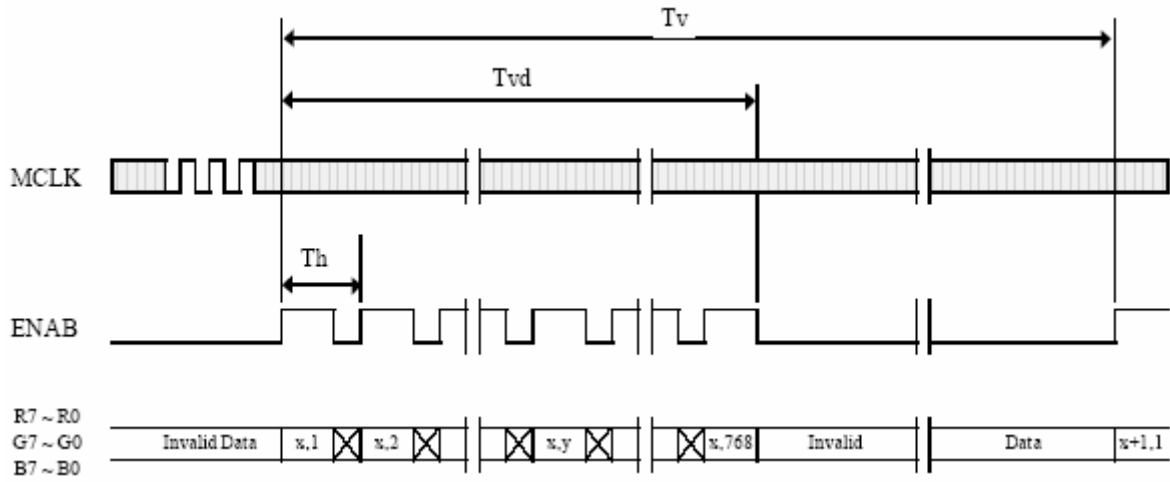 Tv
Tvd
MCLK
Th
ENAB
R7 ~ R0
G7 ~ G0 Invalid Data x,1 x,2 x,y x,768 Invalid Data x+1,1
B7 ~ B0